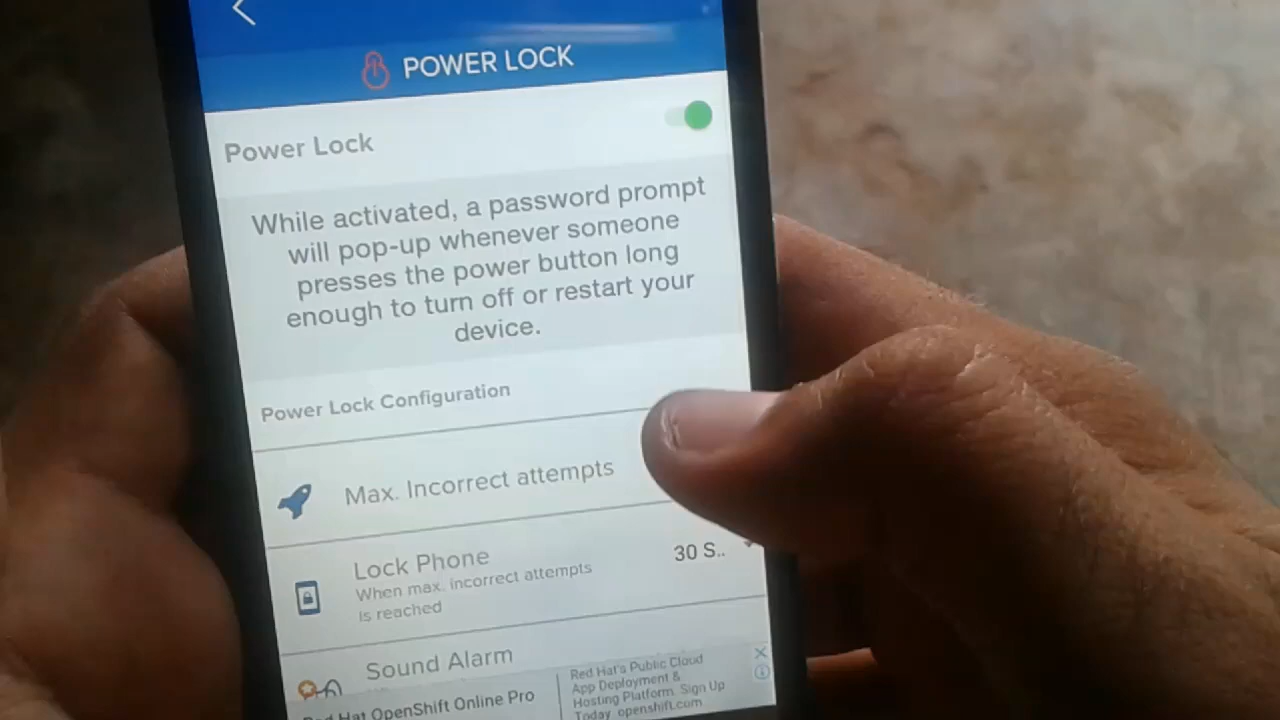 POWER LOCK
Power Lock
While activated, a password prompt
will pop-up whenever someone
presses the power button long
enough to turn off or restart your
device.
Power Lock Configuration
Max. Incorrect attempts
Lock Phone
When max. incorrect attempts
is reached
30 S..
Sound Alarm
Red Hat OpenShift Online Pro
Red Hat's Public Cloud
App Deployment &
Hosting Platform. Sign Up
Today. openshift.com